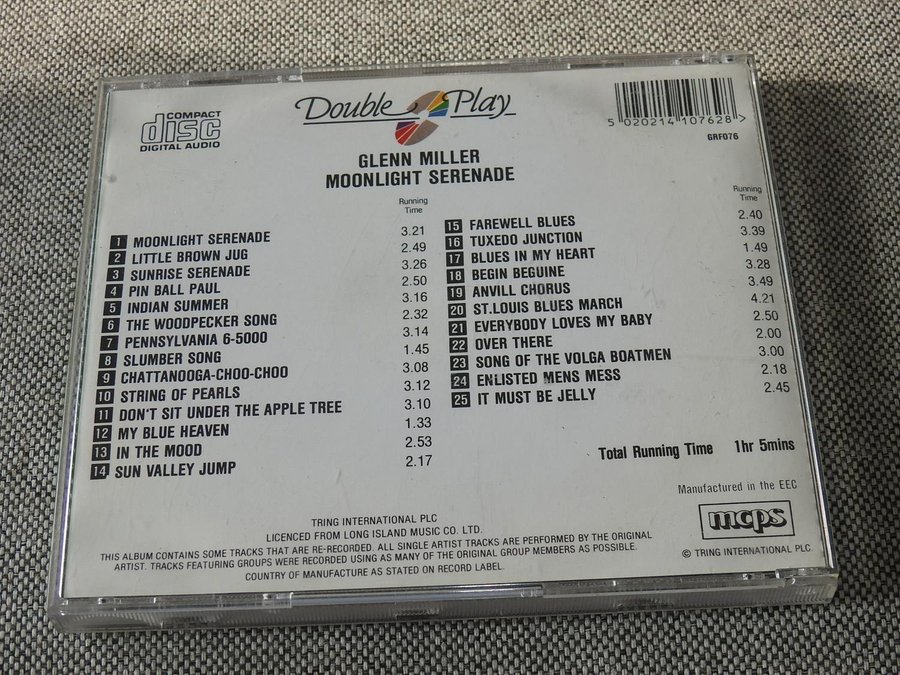 COMPACT
disc
DIGITAL AUDIO
Double Play
5 020214 107628 >
GRF076
GLENN MILLER
MOONLIGHT SERENADE
Running
Time
1 MOONLIGHT SERENADE 3.21
2 LITTLE BROWN JUG 2.49
3 SUNRISE SERENADE 3.26
4 PIN BALL PAUL 2.50
5 INDIAN SUMMER 3.16
6 THE WOODPECKER SONG 2.32
7 PENNSYLVANIA 6-5000 3.14
8 SLUMBER SONG 1.45
9 CHATTANOOGA-CHOO-CHOO 3.08
10 STRING OF PEARLS 3.12
11 DON'T SIT UNDER THE APPLE TREE 3.10
12 MY BLUE HEAVEN 1.33
13 IN THE MOOD 2.53
14 SUN VALLEY JUMP 2.17
Running
Time
15 FAREWELL BLUES 2.40
16 TUXEDO JUNCTION 3.39
17 BLUES IN MY HEART 1.49
18 BEGIN BEGUINE 3.28
19 ANVILL CHORUS 3.49
20 ST.LOUIS BLUES MARCH 4.21
21 EVERYBODY LOVES MY BABY 2.50
22 OVER THERE 2.00
23 SONG OF THE VOLGA BOATMEN 3.00
24 ENLISTED MENS MESS 2.18
25 IT MUST BE JELLY 2.45
Total Running Time 1hr 5mins
Manufactured in the EEC
mcps
© TRING INTERNATIONAL PLC.
TRING INTERNATIONAL PLC
LICENCED FROM LONG ISLAND MUSIC CO. LTD.
THIS ALBUM CONTAINS SOME TRACKS THAT ARE RE-RECORDED. ALL SINGLE ARTIST TRACKS ARE PERFORMED BY THE ORIGINAL
ARTIST. TRACKS FEATURING GROUPS WERE RECORDED USING AS MANY OF THE ORIGINAL GROUP MEMBERS AS POSSIBLE.
COUNTRY OF MANUFACTURE AS STATED ON RECORD LABEL.